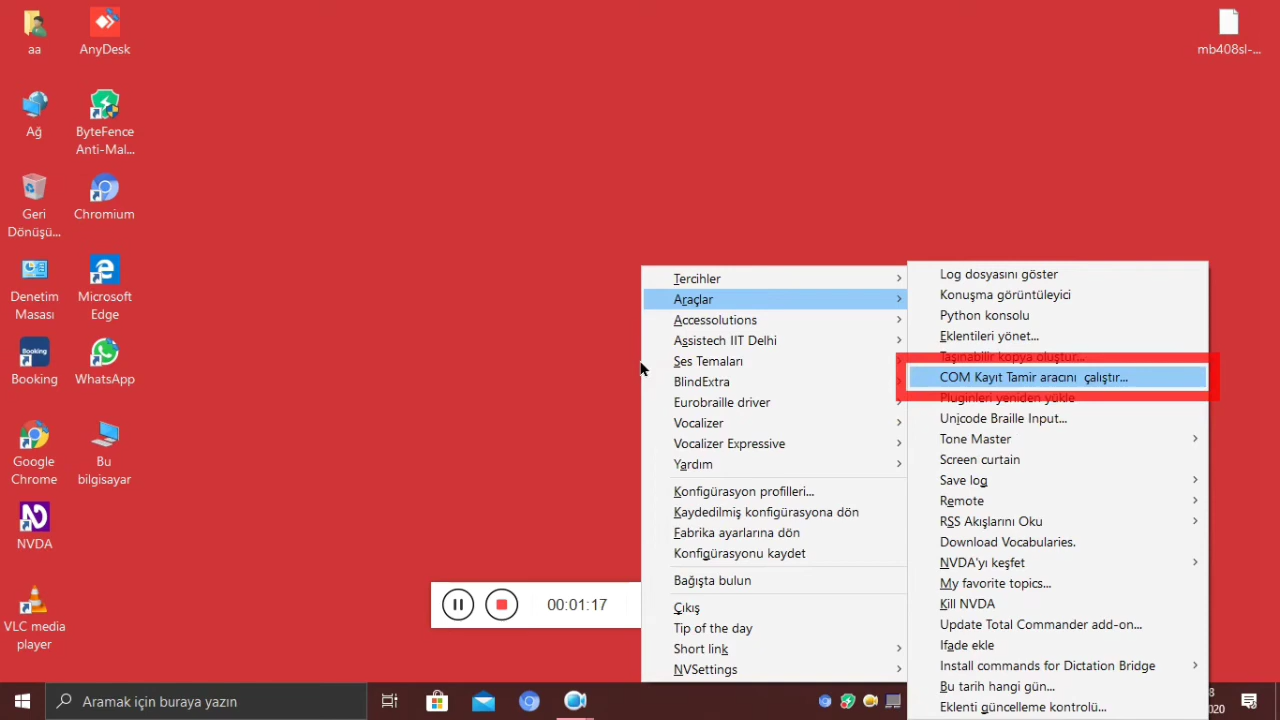 aa
AnyDesk
mb408sl-...
Ağ
ByteFence
Anti-Mal...
Geri
Dönüşü...
Chromium
Denetim
Masası
Microsoft
Edge
Booking
Booking
WhatsApp
Google
Chrome
Bu
bilgisayar
NVDA
VLC media
player
00:01:17
Tercihler
Araçlar
Accessolutions
Assistech IIT Delhi
Ses Temaları
BlindExtra
Eurobraille driver
Vocalizer
Vocalizer Expressive
Yardım
Konfigürasyon profilleri...
Kaydedilmiş konfigürasyona dön
Fabrika ayarlarına dön
Konfigürasyonu kaydet
Bağışta bulun
Çıkış
Tip of the day
Short link
NVSettings
Log dosyasını göster
Konuşma görüntüleyici
Python konsolu
Eklentileri yönet...
Taşınabilir kopya oluştur...
COM Kayıt Tamir aracını çalıştır...
Pluginleri yeniden yükle
Unicode Braille Input...
Tone Master
Screen curtain
Save log
Remote
RSS Akışlarını Oku
Download Vocabularies.
NVDA'yı keşfet
My favorite topics...
Kill NVDA
Update Total Commander add-on...
Ifade ekle
Install commands for Dictation Bridge
Bu tarih hangi gün...
Eklenti güncelleme kontrolü...
Aramak için buraya yazın